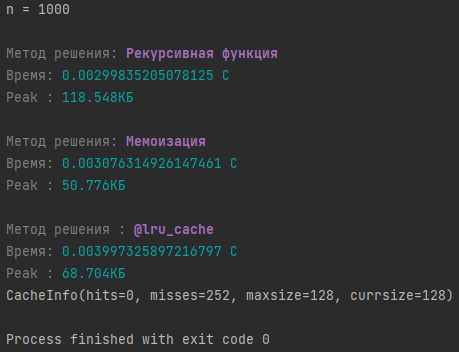 n = 1000
Метод решения: Рекурсивная функция
Время: 0.00299835205078125 С
Peak : 118.548КБ
Метод решения: Мемоизация
Время: 0.003076314926147461 С
Peak : 50.776КБ
Метод решения : @lru_cache
Время: 0.003997325897216797 С
Peak : 68.704КБ
CacheInfo(hits=0, misses=252, maxsize=128, currsize=128)
Process finished with exit code 0